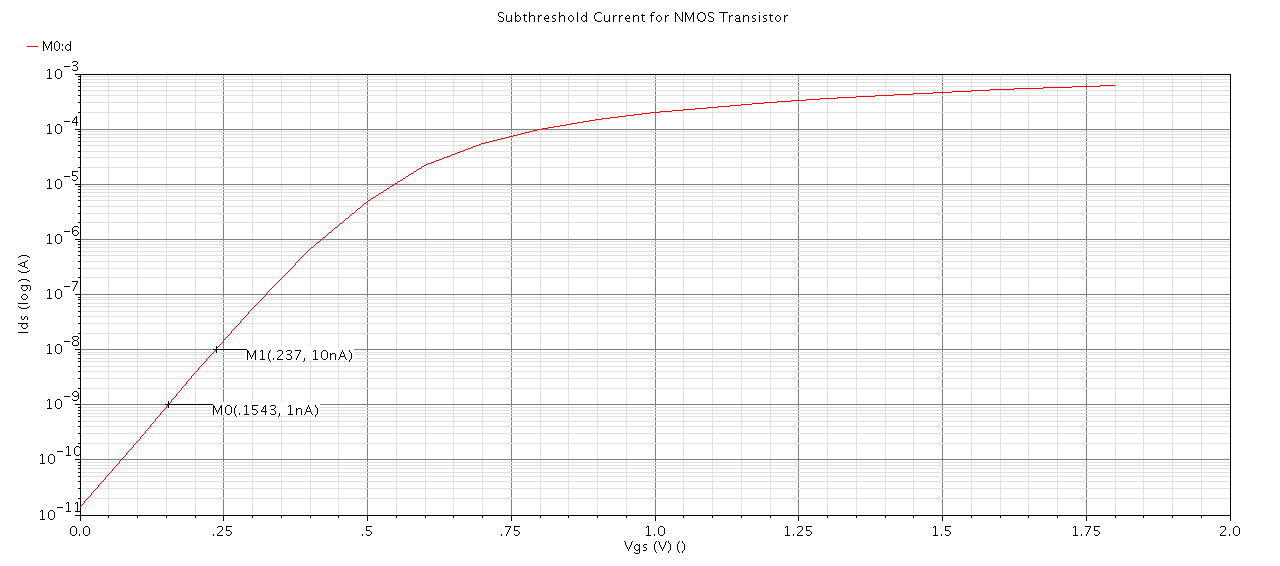 Subthreshold Current for NMOS Transistor
M0:d
10^-3
10^-4
10^-5
10^-6
10^-7
10^-8
10^-9
10^-10
10^-11
Ids (log) (A)
M1(.237, 10nA)
M0(.1543, 1nA)
0.0 .25 .5 .75 1.0 1.25 1.5 1.75 2.0
Vgs (V) ()